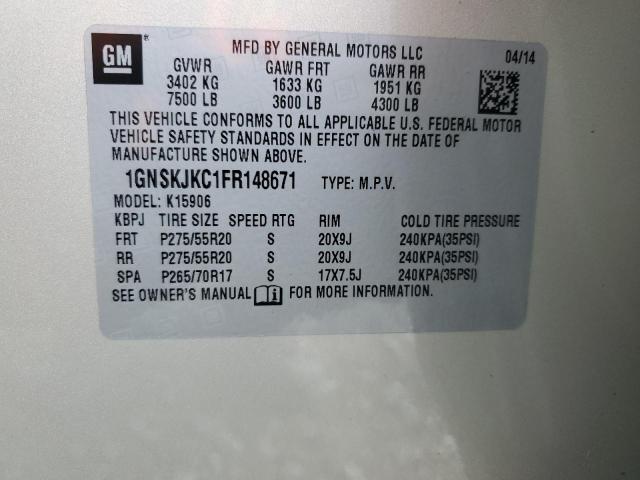 GM ®
MFD BY GENERAL MOTORS LLC 04/14
GVWR GAWR FRT GAWR RR
3402 KG 1633 KG 1951 KG
7500 LB 3600 LB 4300 LB
THIS VEHICLE CONFORMS TO ALL APPLICABLE U.S. FEDERAL MOTOR
VEHICLE SAFETY STANDARDS IN EFFECT ON THE DATE OF
MANUFACTURE SHOWN ABOVE.
1GNSKJKC1FR148671 TYPE: M.P.V.
MODEL: K15906
KBPJ TIRE SIZE SPEED RTG RIM COLD TIRE PRESSURE
FRT P275/55R20 S 20X9J 240KPA(35PSI)
RR P275/55R20 S 20X9J 240KPA(35PSI)
SPA P265/70R17 S 17X7.5J 240KPA(35PSI)
SEE OWNER'S MANUAL FOR MORE INFORMATION.